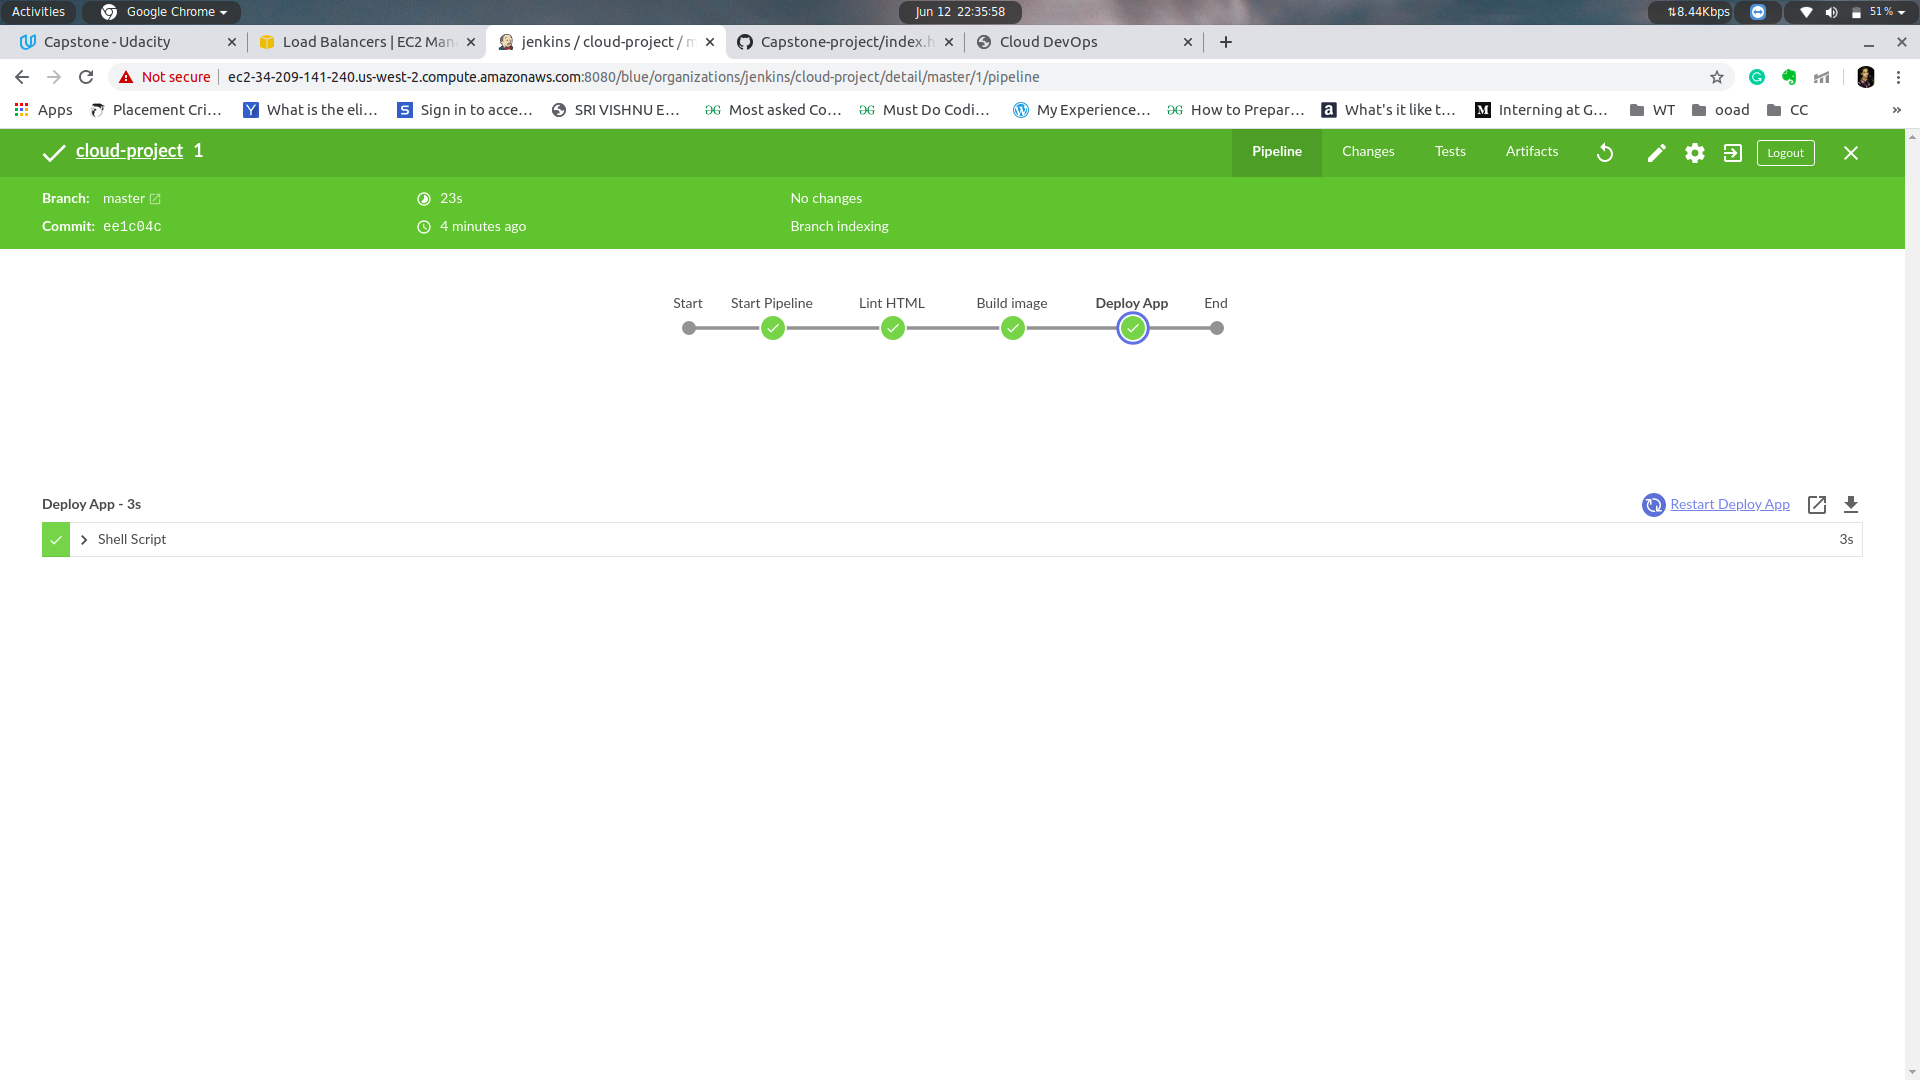 Activities Google Chrome Jun 12 22:35:58 8.44Kbps 51%
Capstone - Udacity Load Balancers | EC2 Man jenkins / cloud-project / m Capstone-project/index.h Cloud DevOps
Not secure ec2-34-209-141-240.us-west-2.compute.amazonaws.com:8080/blue/organizations/jenkins/cloud-project/detail/master/1/pipeline
Apps Placement Cri... What is the eli... Sign in to acce... SRI VISHNU E... Most asked Co... Must Do Codi... My Experience... How to Prepar... What's it like t... Interning at G... WT ooad CC »
cloud-project 1 Pipeline Changes Tests Artifacts Logout
Branch: master 23s No changes
Commit: ee1c04c 4 minutes ago Branch indexing
Start Start Pipeline Lint HTML Build image Deploy App End
Deploy App - 3s Restart Deploy App
Shell Script 3s